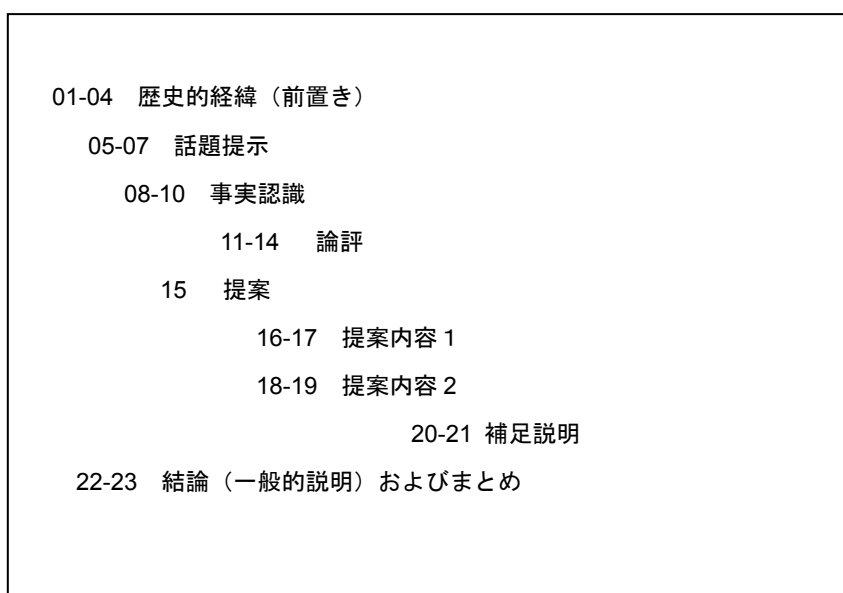 01-04 歴史的経緯（前置き）
05-07 話題提示
08-10 事実認識
11-14 論評
15 提案
16-17 提案内容１
18-19 提案内容２
20-21 補足説明
22-23 結論（一般的説明）およびまとめ